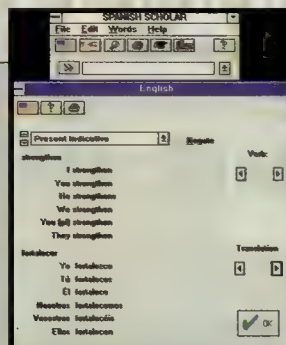 SPANISH SCHOLAR
File Edit Words Help
?
English
?
Present Indicative
Regular
Verb:
strengthen
I strengthen
You strengthen
He strengthens
We strengthen
You (pl) strengthen
They strengthen
Translation
fortalecer
Yo fortalezco
Tú fortaleces
Él fortalece
Nosotros fortalecemos
Vosotros fortalecéis
Ellos fortalecen
OK